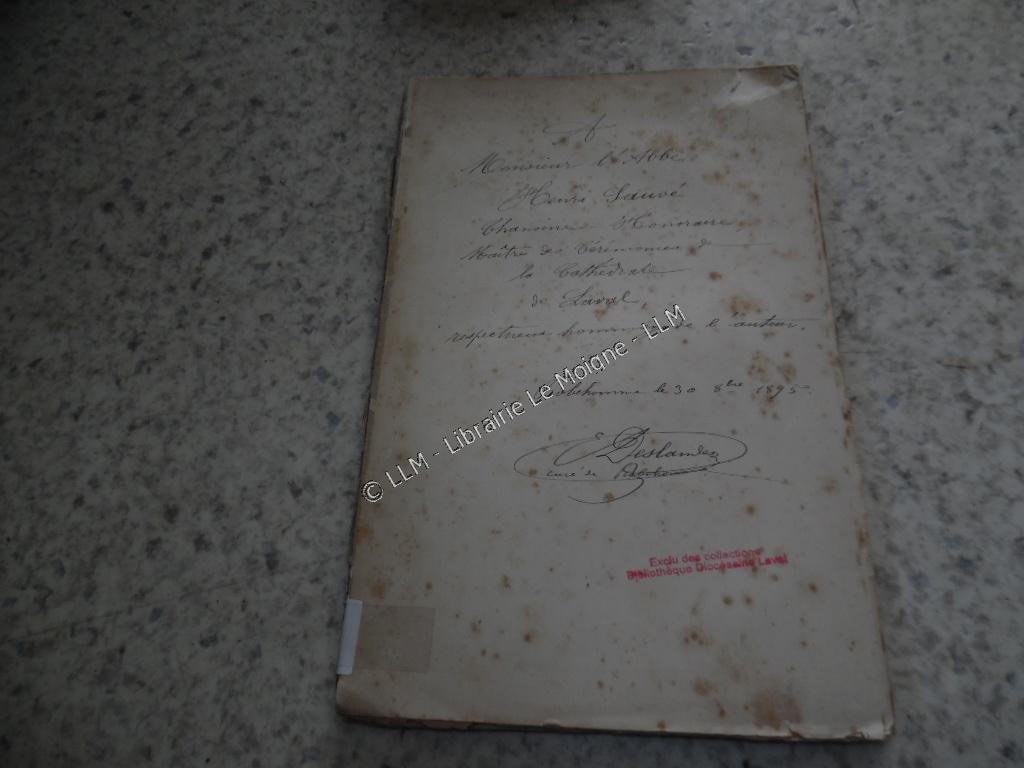 A
Monsieur l'Abbé
Henri Sauvé
Chanoine Honoraire
Maître de Cérémonies de
la Cathédrale
de Laval,
respectueux hommage de l'auteur.
le 30 8bre 1895
E Deslandes
curé de
Exclu des collections
Bibliothèque Diocésaine Laval
© LLM - Librairie Le Moigne - LLM